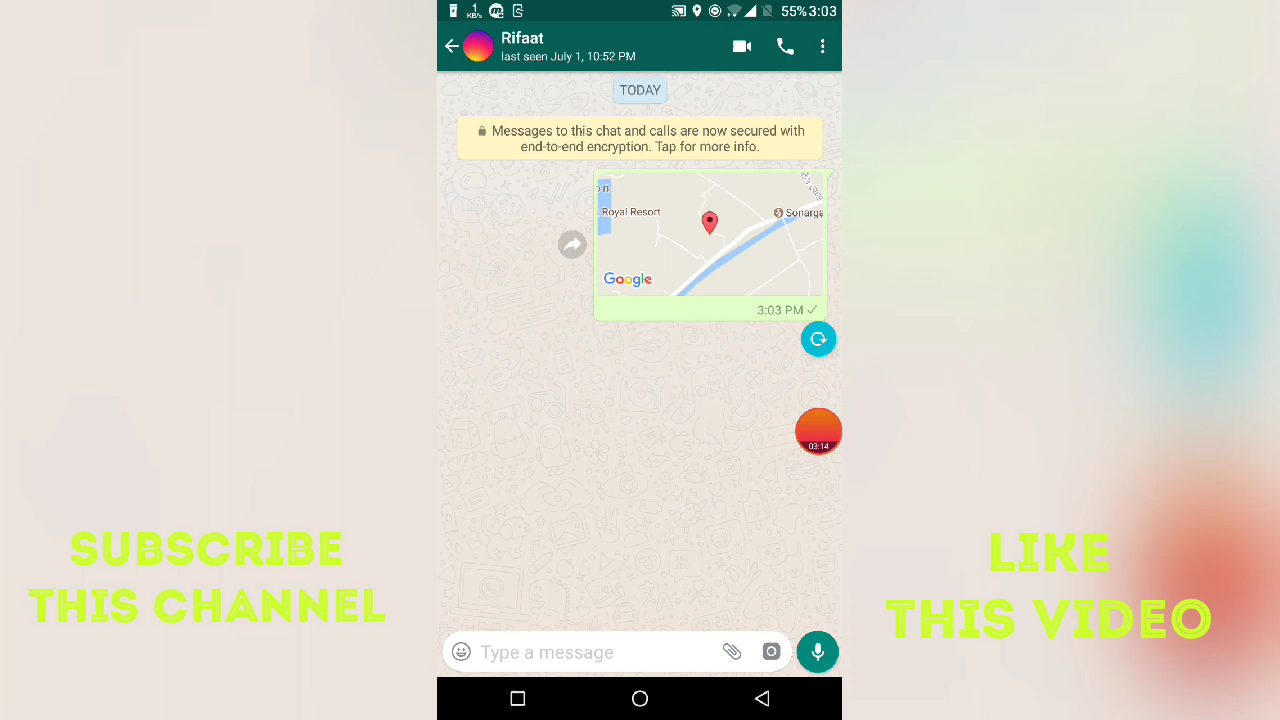 1
KB/s
55% 3:03
Rifaat
last seen July 1, 10:52 PM
TODAY
Messages to this chat and calls are now secured with
end-to-end encryption. Tap for more info.
o n
Royal Resort
Sonarga
Google
3:03 PM
03:14
SUBSCRIBE
THIS CHANNEL
LIKE
THIS VIDEO
Type a message